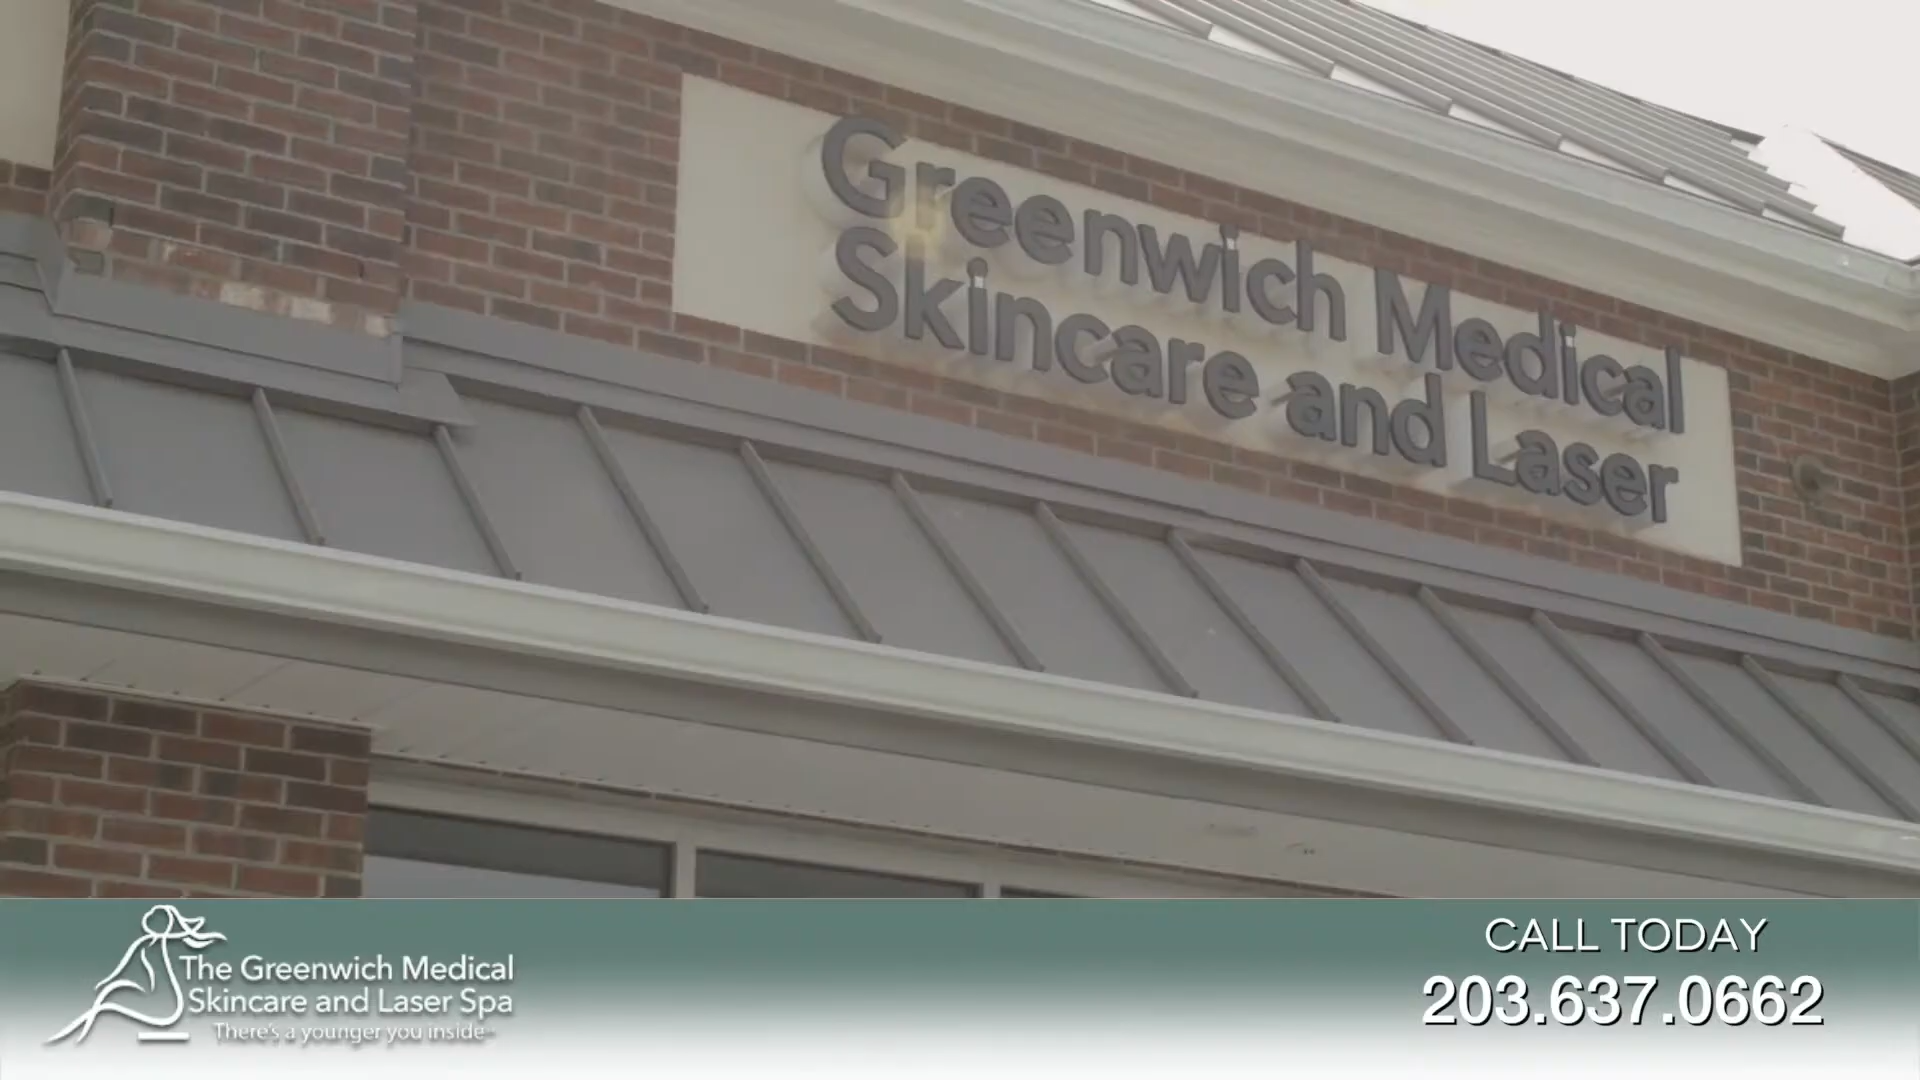 Greenwich Medical
Skincare and Laser
The Greenwich Medical
Skincare and Laser Spa
There's a younger you inside
CALL TODAY
203.637.0662